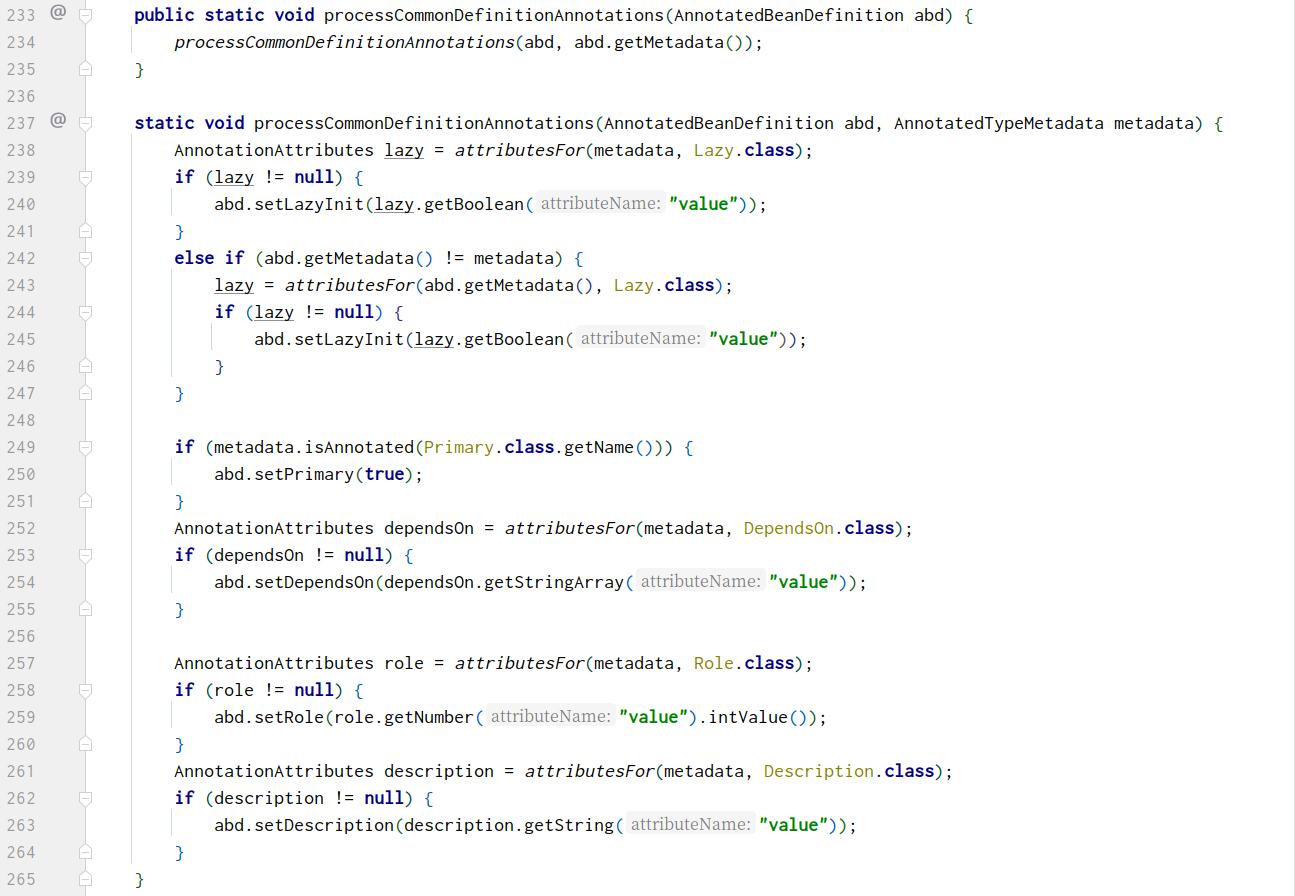 233 @ public static void processCommonDefinitionAnnotations(AnnotatedBeanDefinition abd) {
234 processCommonDefinitionAnnotations(abd, abd.getMetadata());
235 }
236
237 @ static void processCommonDefinitionAnnotations(AnnotatedBeanDefinition abd, AnnotatedTypeMetadata metadata) {
238 AnnotationAttributes lazy = attributesFor(metadata, Lazy.class);
239 if (lazy != null) {
240 abd.setLazyInit(lazy.getBoolean( attributeName: "value"));
241 }
242 else if (abd.getMetadata() != metadata) {
243 lazy = attributesFor(abd.getMetadata(), Lazy.class);
244 if (lazy != null) {
245 abd.setLazyInit(lazy.getBoolean( attributeName: "value"));
246 }
247 }
248
249 if (metadata.isAnnotated(Primary.class.getName())) {
250 abd.setPrimary(true);
251 }
252 AnnotationAttributes dependsOn = attributesFor(metadata, DependsOn.class);
253 if (dependsOn != null) {
254 abd.setDependsOn(dependsOn.getStringArray( attributeName: "value"));
255 }
256
257 AnnotationAttributes role = attributesFor(metadata, Role.class);
258 if (role != null) {
259 abd.setRole(role.getNumber( attributeName: "value").intValue());
260 }
261 AnnotationAttributes description = attributesFor(metadata, Description.class);
262 if (description != null) {
263 abd.setDescription(description.getString( attributeName: "value"));
264 }
265 }